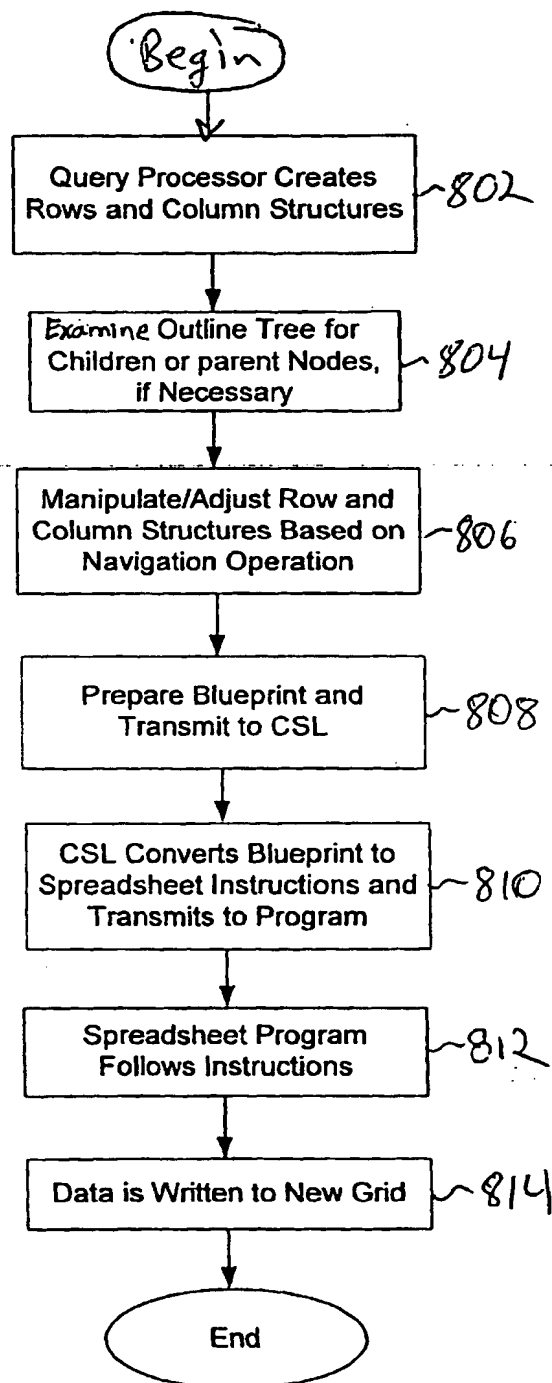 Begin
Query Processor Creates
Rows and Column Structures
802
Examine Outline Tree for
Children or parent Nodes,
if Necessary
804
Manipulate/Adjust Row and
Column Structures Based on
Navigation Operation
806
Prepare Blueprint and
Transmit to CSL
808
CSL Converts Blueprint to
Spreadsheet Instructions and
Transmits to Program
810
Spreadsheet Program
Follows Instructions
812
Data is Written to New Grid
814
End